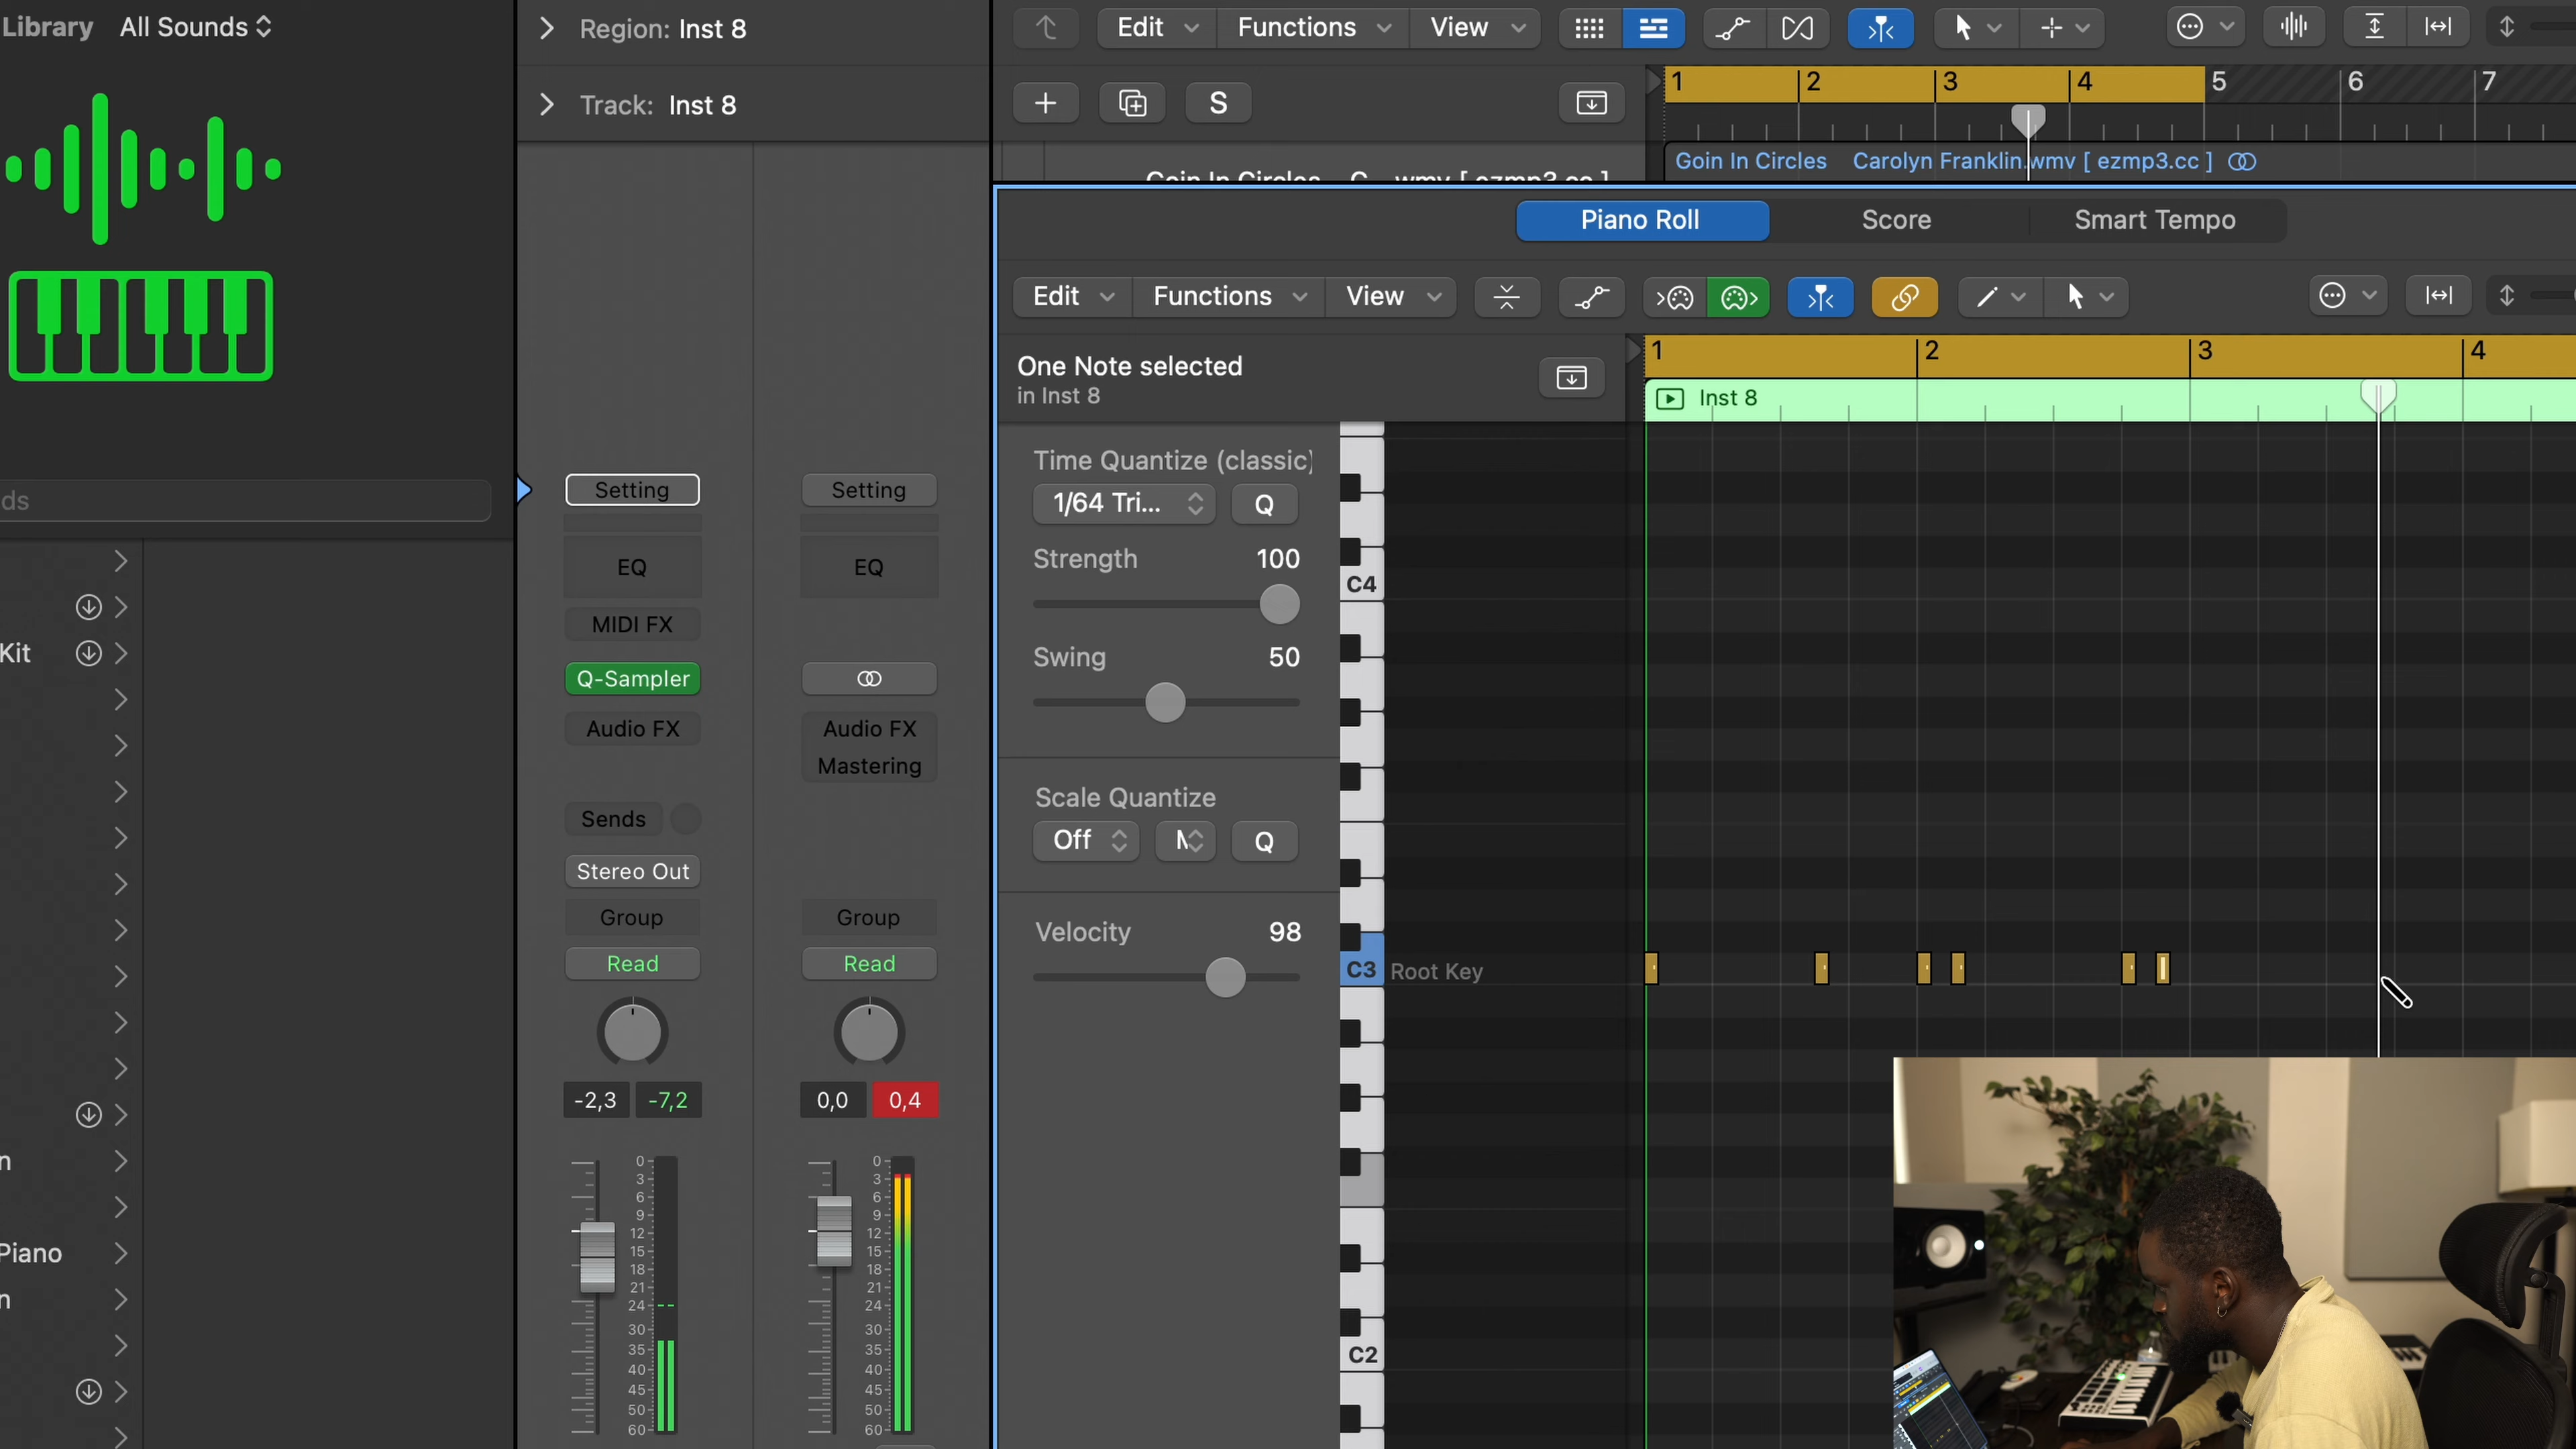 Library All Sounds
Region: Inst 8
Track: Inst 8
Edit Functions View
S
1 2 3 4 5 6 7
Goin In Circles Carolyn Franklin.wmv [ ezmp3.cc ]
Goin In Circles C... wmv [ ezmp3.cc ]
Piano Roll Score Smart Tempo
Edit Functions View
One Note selected
in Inst 8
1 2 3 4
Inst 8
Time Quantize (classic)
1/64 Tri... Q
Strength 100
Swing 50
Scale Quantize
Off Q
Velocity 98
C4
C3 Root Key
C2
ds
Kit
n
Piano
n
Setting Setting
EQ EQ
MIDI FX
Q-Sampler
Audio FX Audio FX
Mastering
Sends
Stereo Out
Group Group
Read Read
-2,3 -7,2 0,0 0,4
0 0
3 3
6 6
9 9
12 12
15 15
18 18
21 21
24 24
30 30
35 35
40 40
45 45
50 50
60 60